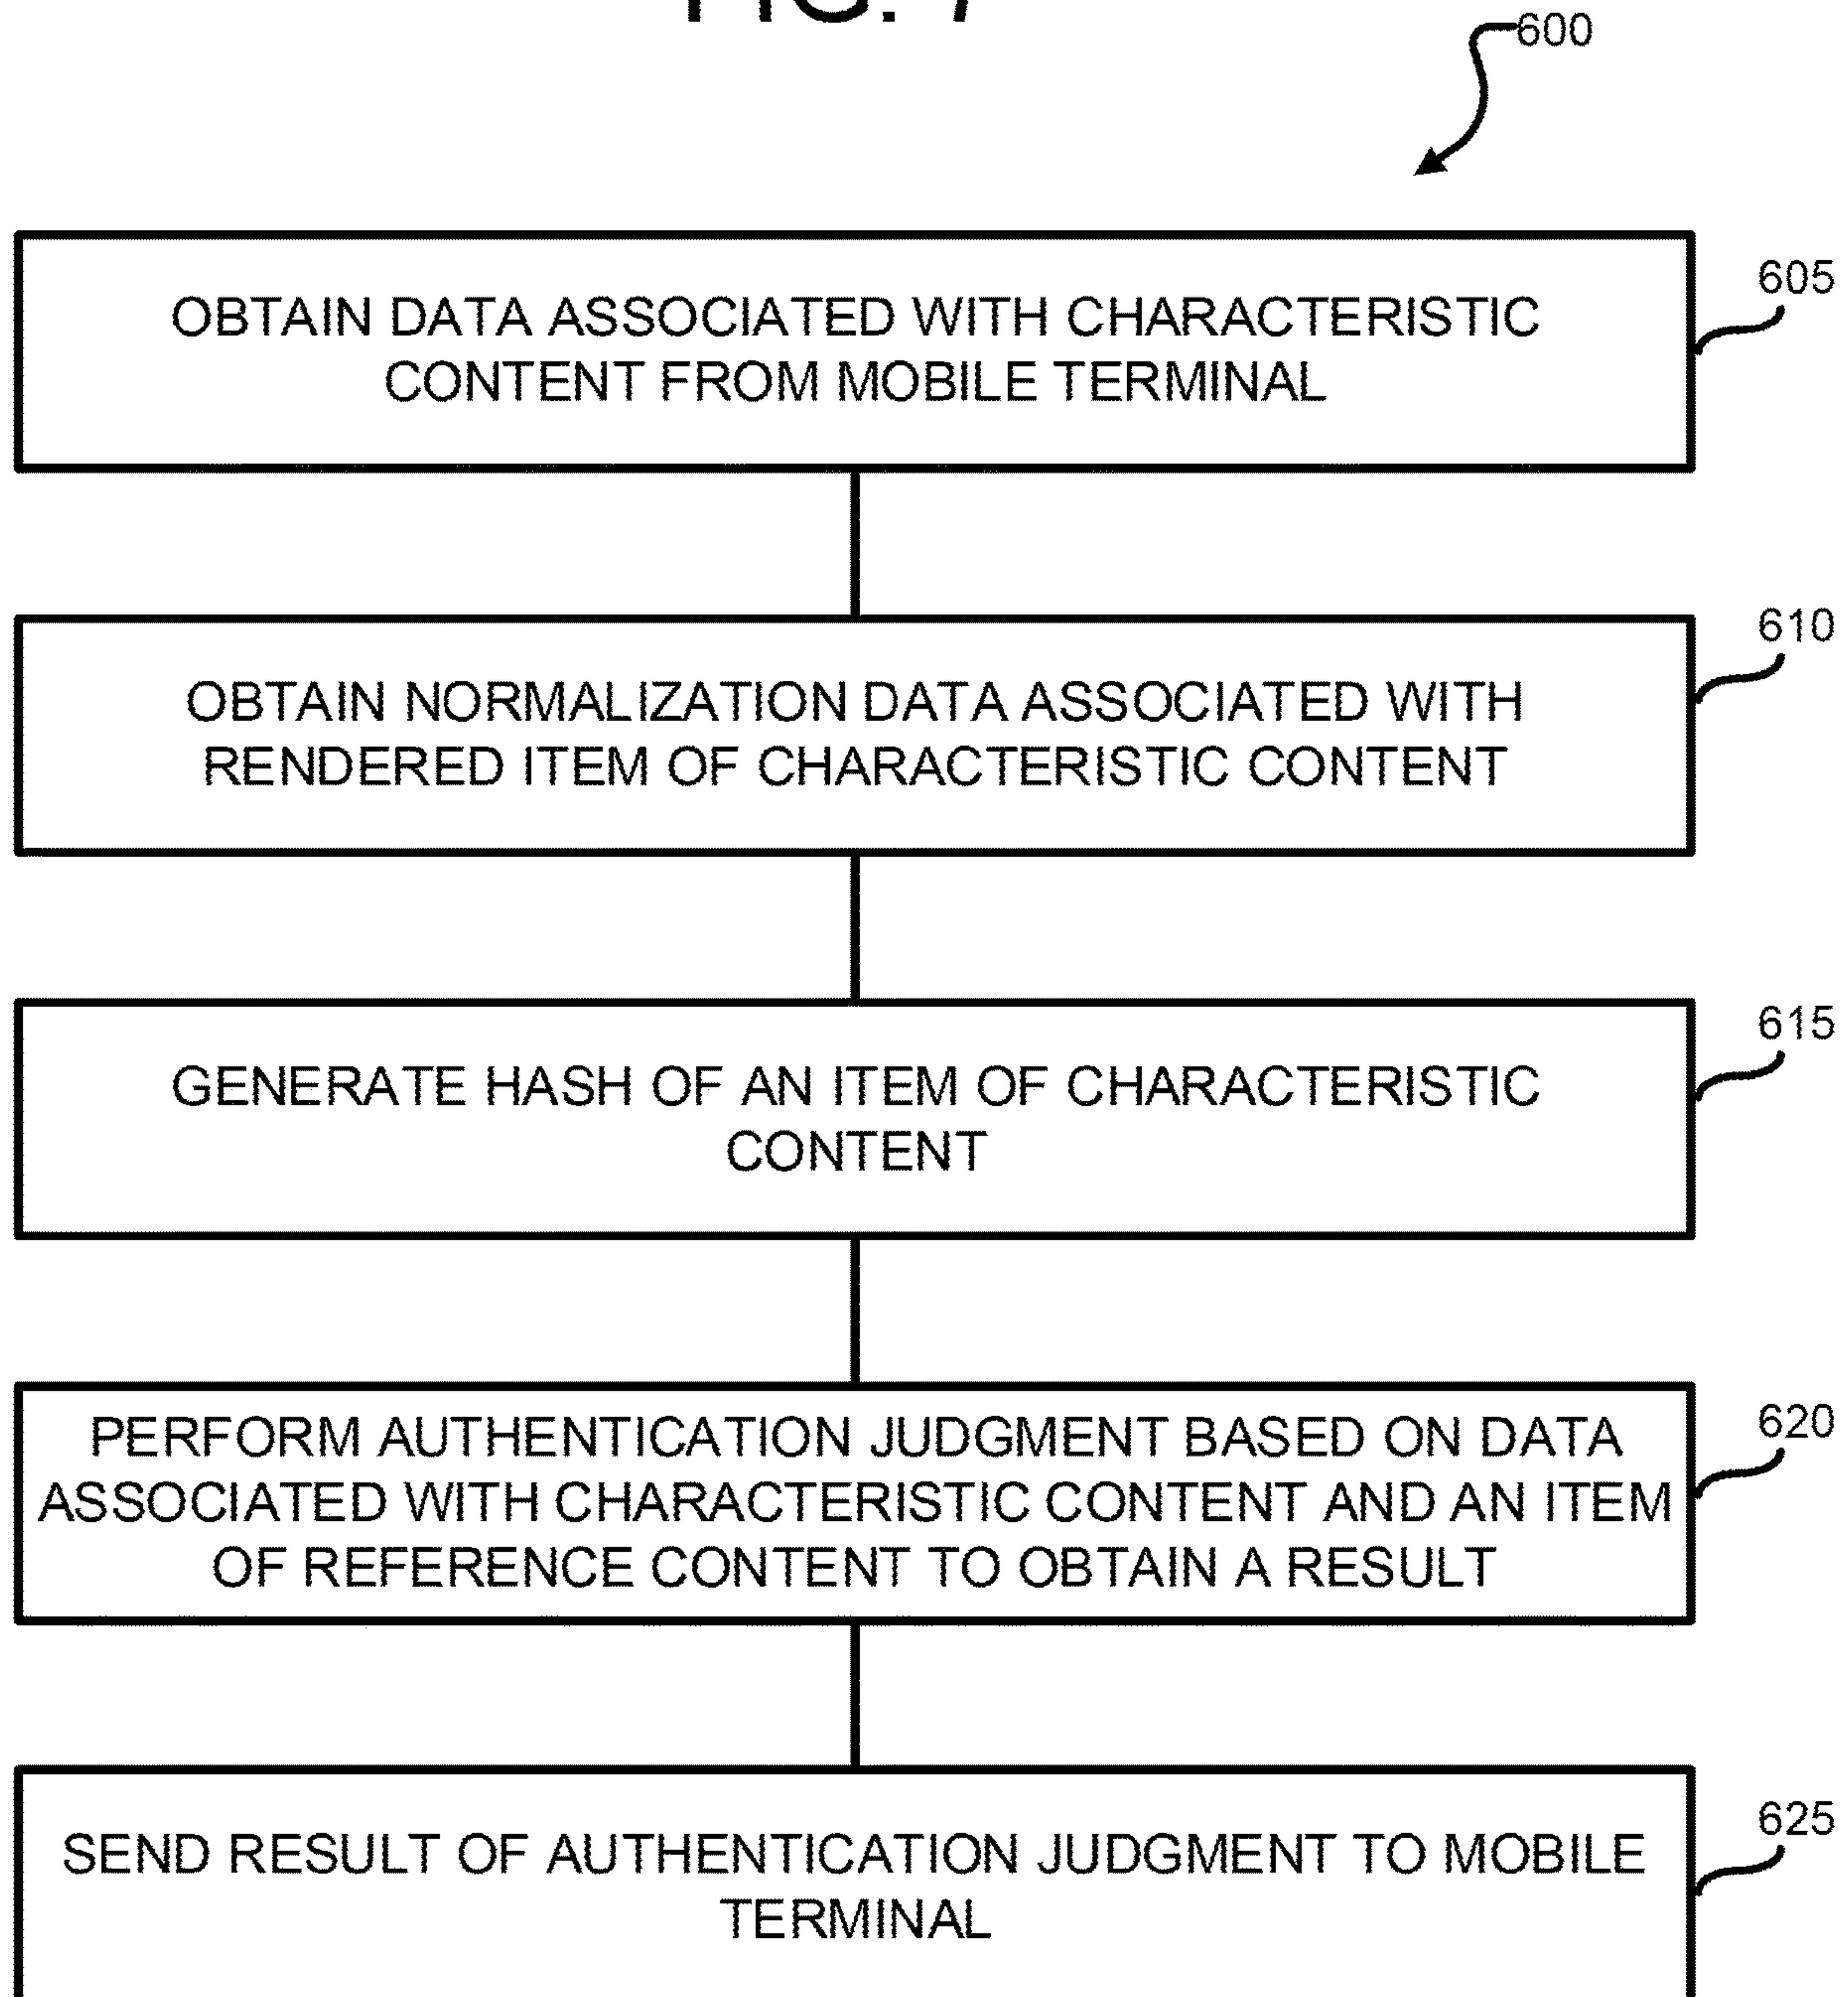 FIG. 7
600
OBTAIN DATA ASSOCIATED WITH CHARACTERISTIC
CONTENT FROM MOBILE TERMINAL
605
OBTAIN NORMALIZATION DATA ASSOCIATED WITH
RENDERED ITEM OF CHARACTERISTIC CONTENT
610
GENERATE HASH OF AN ITEM OF CHARACTERISTIC
CONTENT
615
PERFORM AUTHENTICATION JUDGMENT BASED ON DATA
ASSOCIATED WITH CHARACTERISTIC CONTENT AND AN ITEM
OF REFERENCE CONTENT TO OBTAIN A RESULT
620
SEND RESULT OF AUTHENTICATION JUDGMENT TO MOBILE
TERMINAL
625